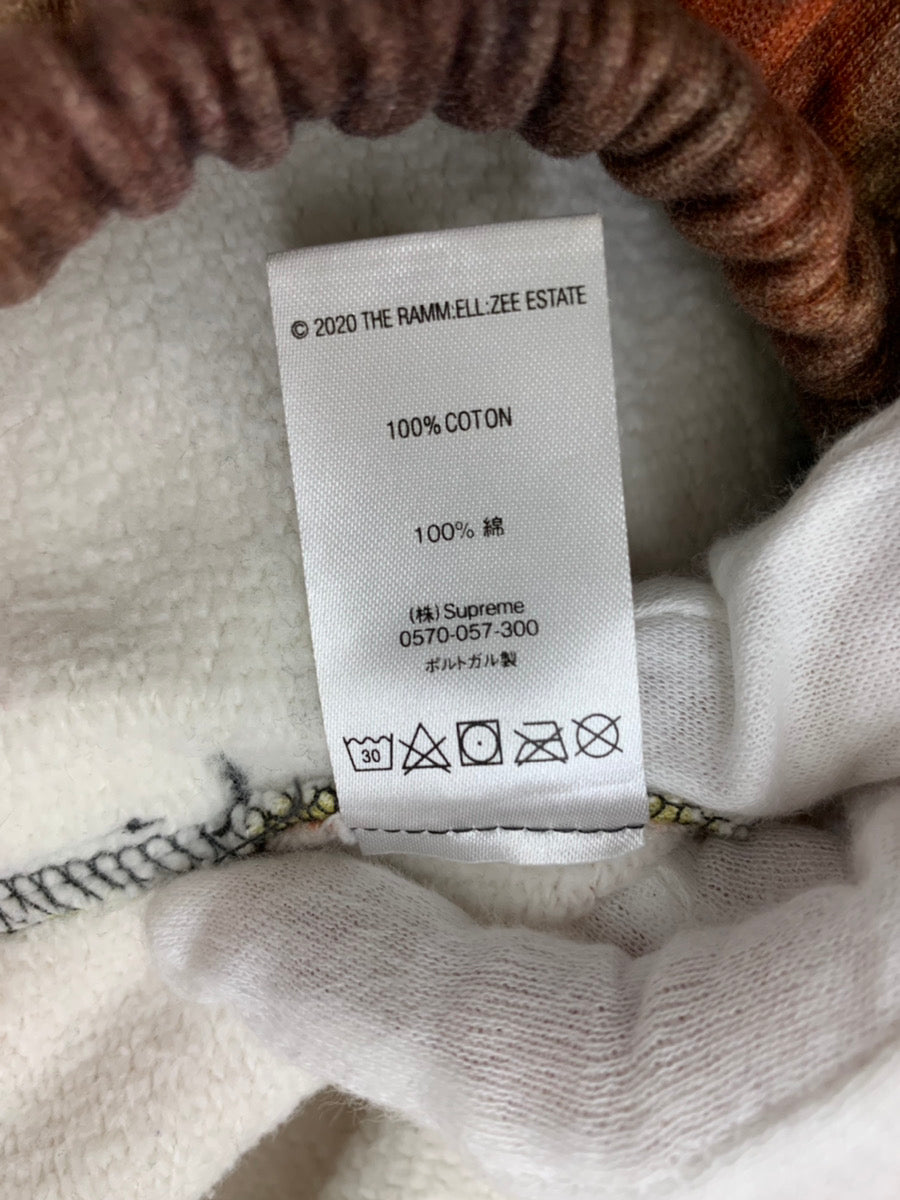 © 2020 THE RAMM:ELL:ZEE ESTATE
100% COTON
100% 綿
(株) Supreme
0570-057-300
ポルトガル製
30